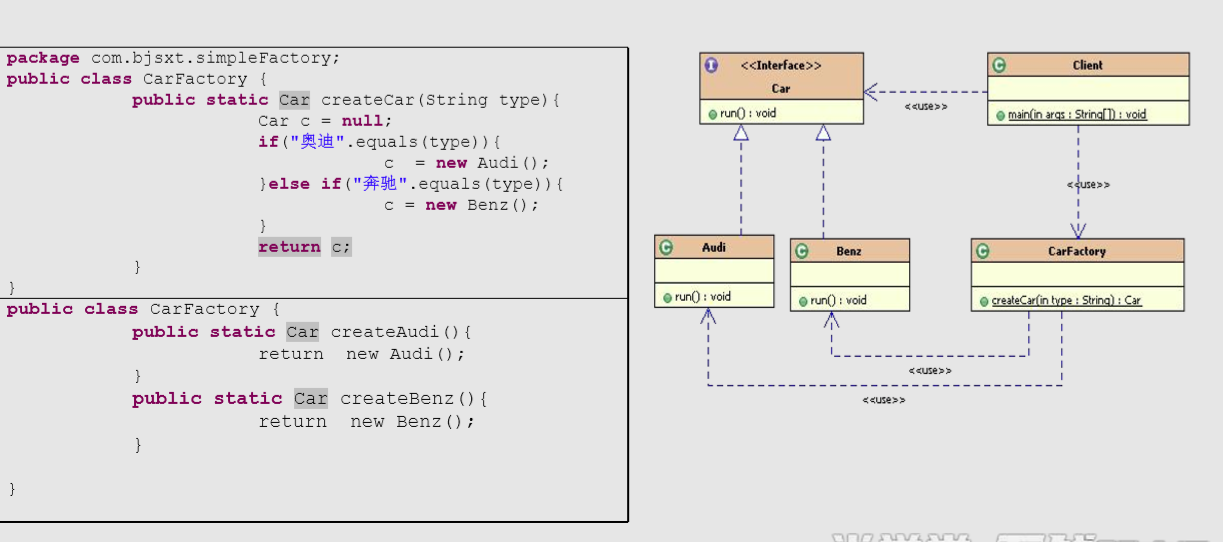 package com.bjsxt.simpleFactory;
public class CarFactory {
public static Car createCar(String type){
Car c = null;
if("奥迪".equals(type)){
c = new Audi();
}else if("奔驰".equals(type)){
c = new Benz();
}
return c;
}
}
public class CarFactory {
public static Car createAudi(){
return new Audi();
}
public static Car createBenz(){
return new Benz();
}
}
I <<Interface>>
Car
run() : void
C Client
main(in args : String[]) : void
<<use>>
<<use>>
C Audi
run() : void
C Benz
run() : void
C CarFactory
createCar(in type : String) : Car
<<use>>
<<use>>